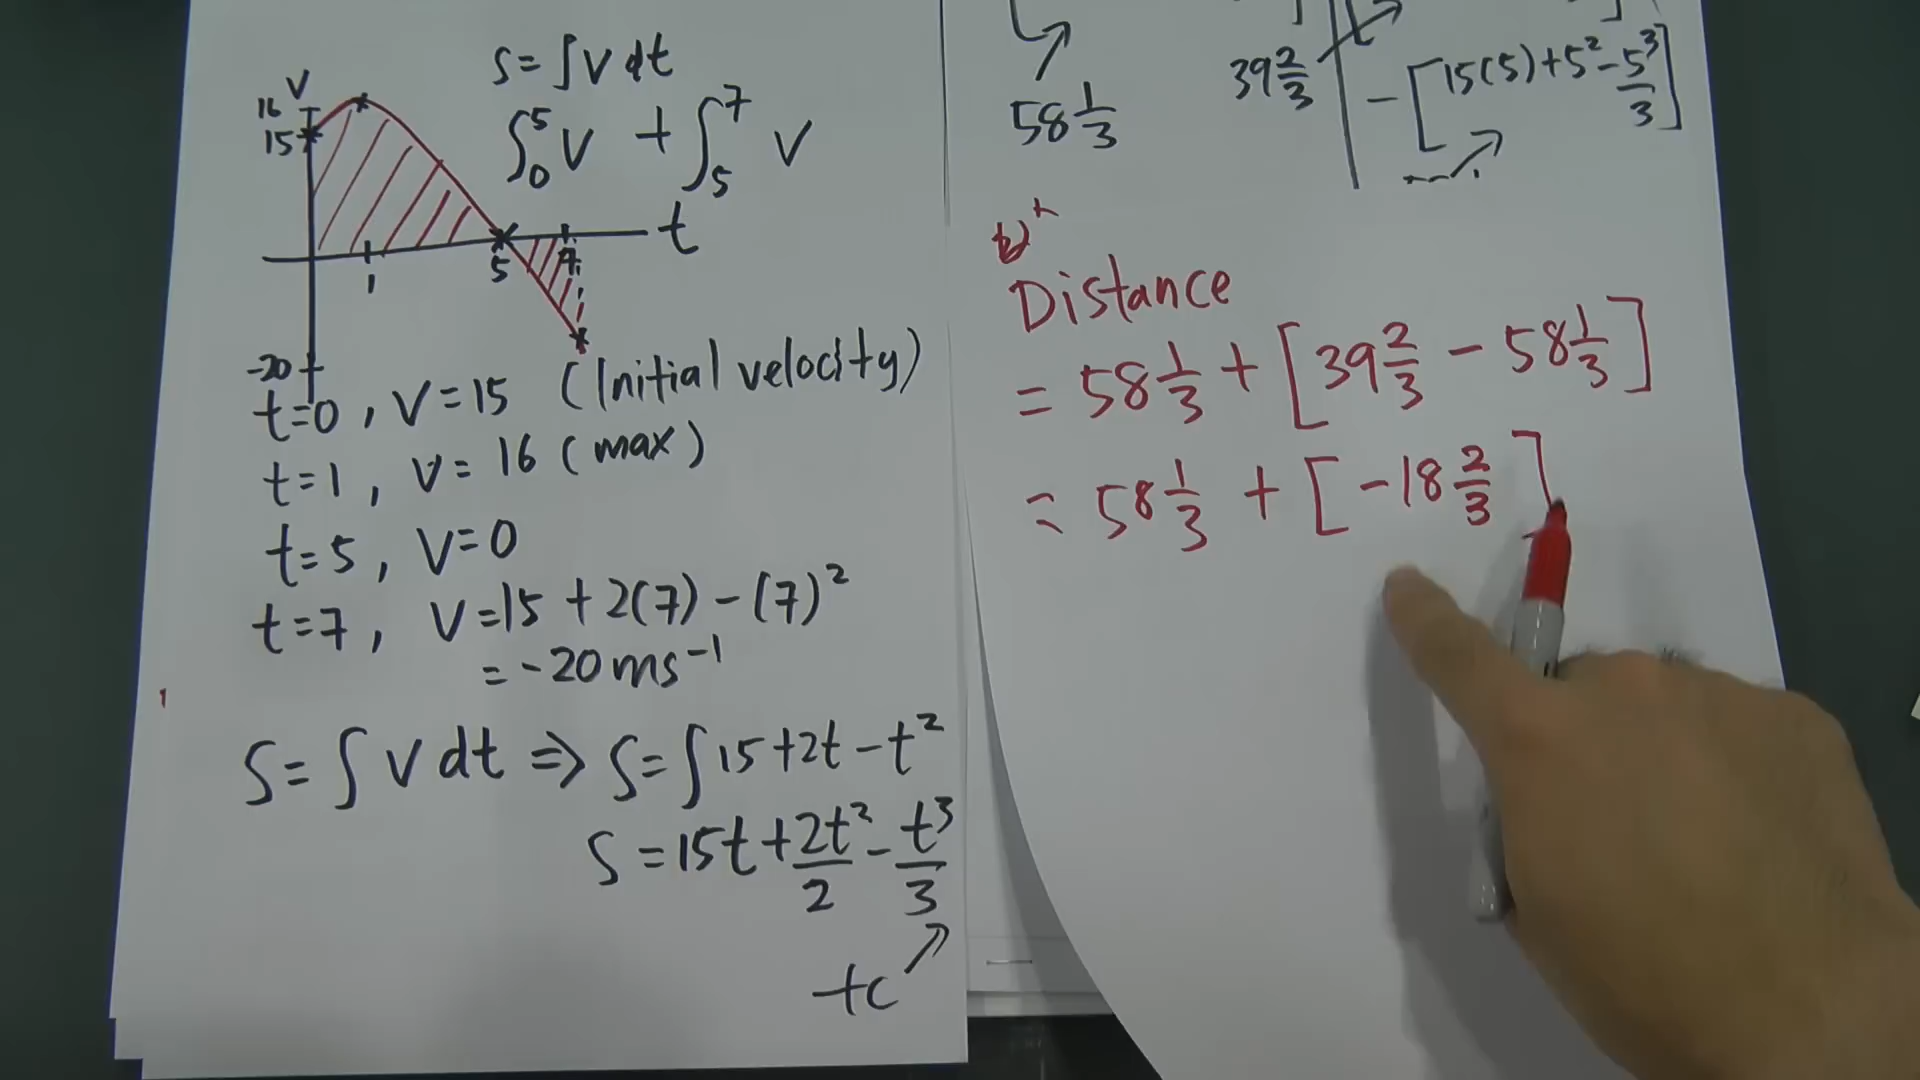 S = ∫ V dt
∫₀⁵ V + ∫₅⁷ V
V
16
15
t
1
5
7
-20
t=0, V=15 (Initial velocity)
t=1, V= 16 (max)
t=5, V=0
t=7, V=15 + 2(7) - (7)²
= -20 ms⁻¹
S = ∫ V dt ⇒ S = ∫ 15+2t-t²
S = 15t + 2t²/2 - t³/3
+c
58 1/3
39 2/3
- [15(5)+5²-5³/3]
b)
Distance
= 58 1/3 + [39 2/3 - 58 1/3]
= 58 1/3 + [-18 2/3]